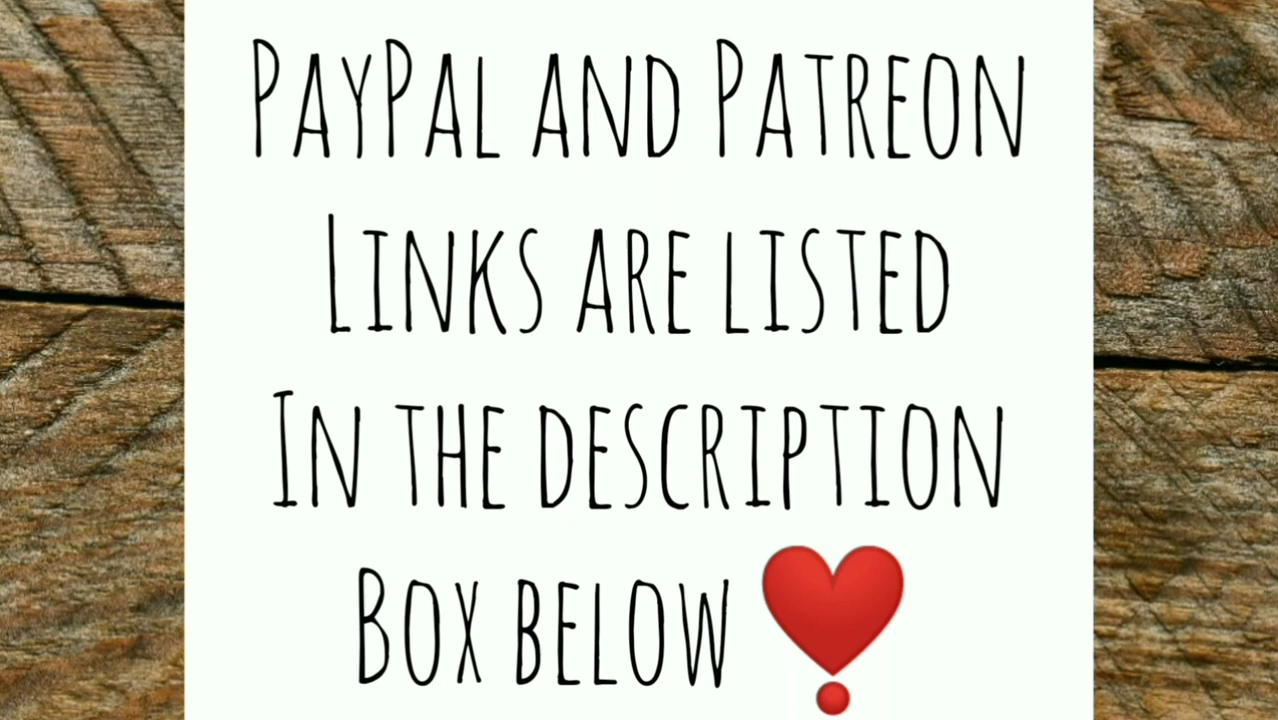 PayPal and Patreon
Links are listed
In the description
Box below ❣